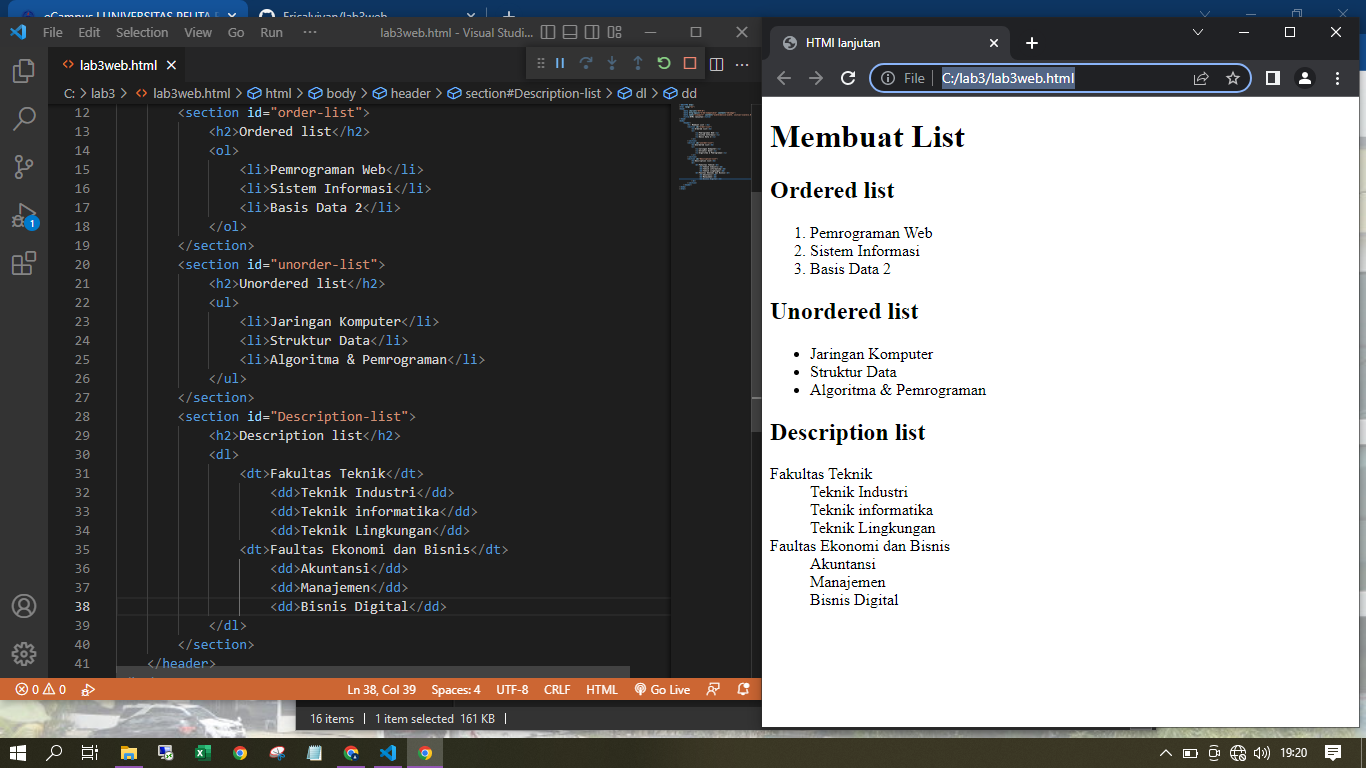 eCampus | UNIVERSITAS PELITA
Erisalvivan/lab3web
File Edit Selection View Go Run ··· lab3web.html - Visual Studi...
lab3web.html
C: > lab3 > lab3web.html > html > body > header > section#Description-list > dl > dd
12 <section id="order-list">
13 <h2>Ordered list</h2>
14 <ol>
15 <li>Pemrograman Web</li>
16 <li>Sistem Informasi</li>
17 <li>Basis Data 2</li>
18 </ol>
19 </section>
20 <section id="unorder-list">
21 <h2>Unordered list</h2>
22 <ul>
23 <li>Jaringan Komputer</li>
24 <li>Struktur Data</li>
25 <li>Algoritma & Pemrograman</li>
26 </ul>
27 </section>
28 <section id="Description-list">
29 <h2>Description list</h2>
30 <dl>
31 <dt>Fakultas Teknik</dt>
32 <dd>Teknik Industri</dd>
33 <dd>Teknik informatika</dd>
34 <dd>Teknik Lingkungan</dd>
35 <dt>Faultas Ekonomi dan Bisnis</dt>
36 <dd>Akuntansi</dd>
37 <dd>Manajemen</dd>
38 <dd>Bisnis Digital</dd>
39 </dl>
40 </section>
41 </header>
1
0 0 Ln 38, Col 39 Spaces: 4 UTF-8 CRLF HTML Go Live
16 items 1 item selected 161 KB
HTMl lanjutan
File C:/lab3/lab3web.html
Membuat List
Ordered list
1. Pemrograman Web
2. Sistem Informasi
3. Basis Data 2
Unordered list
• Jaringan Komputer
• Struktur Data
• Algoritma & Pemrograman
Description list
Fakultas Teknik
Teknik Industri
Teknik informatika
Teknik Lingkungan
Faultas Ekonomi dan Bisnis
Akuntansi
Manajemen
Bisnis Digital
19:20